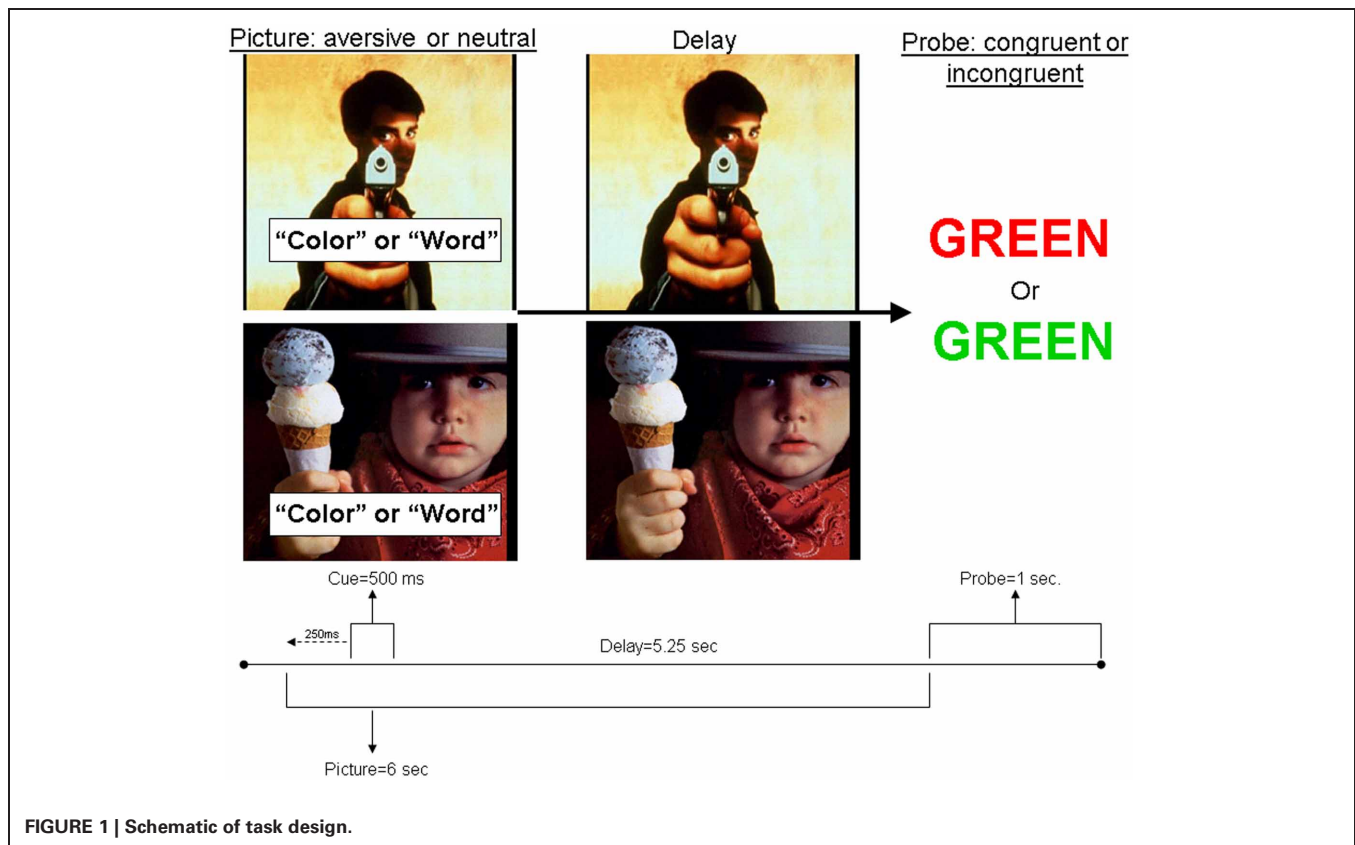 Picture: aversive or neutral
Delay
Probe: congruent or
incongruent
"Color" or "Word"
GREEN
Or
GREEN
"Color" or "Word"
Cue=500 ms
Probe=1 sec.
250ms
Delay=5.25 sec
Picture=6 sec
FIGURE 1 | Schematic of task design.